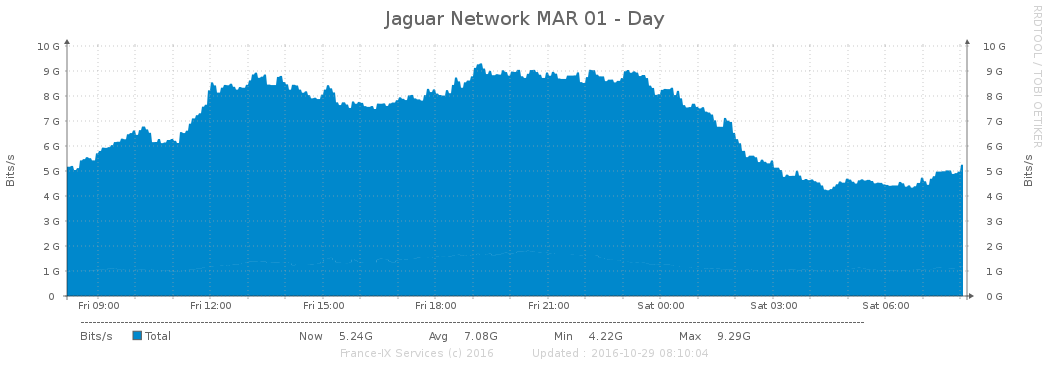 Jaguar Network MAR 01 - Day
RRDTOOL / TOBI OETIKER
10 G 10 G
9 G 9 G
8 G 8 G
7 G 7 G
6 G 6 G
5 G 5 G
4 G 4 G
3 G 3 G
2 G 2 G
1 G 1 G
0 0 G
Bits/s
Bits/s
Fri 09:00 Fri 12:00 Fri 15:00 Fri 18:00 Fri 21:00 Sat 00:00 Sat 03:00 Sat 06:00
Bits/s Total Now 5.24G Avg 7.08G Min 4.22G Max 9.29G
France-IX Services (c) 2016 Updated : 2016-10-29 08:10:04